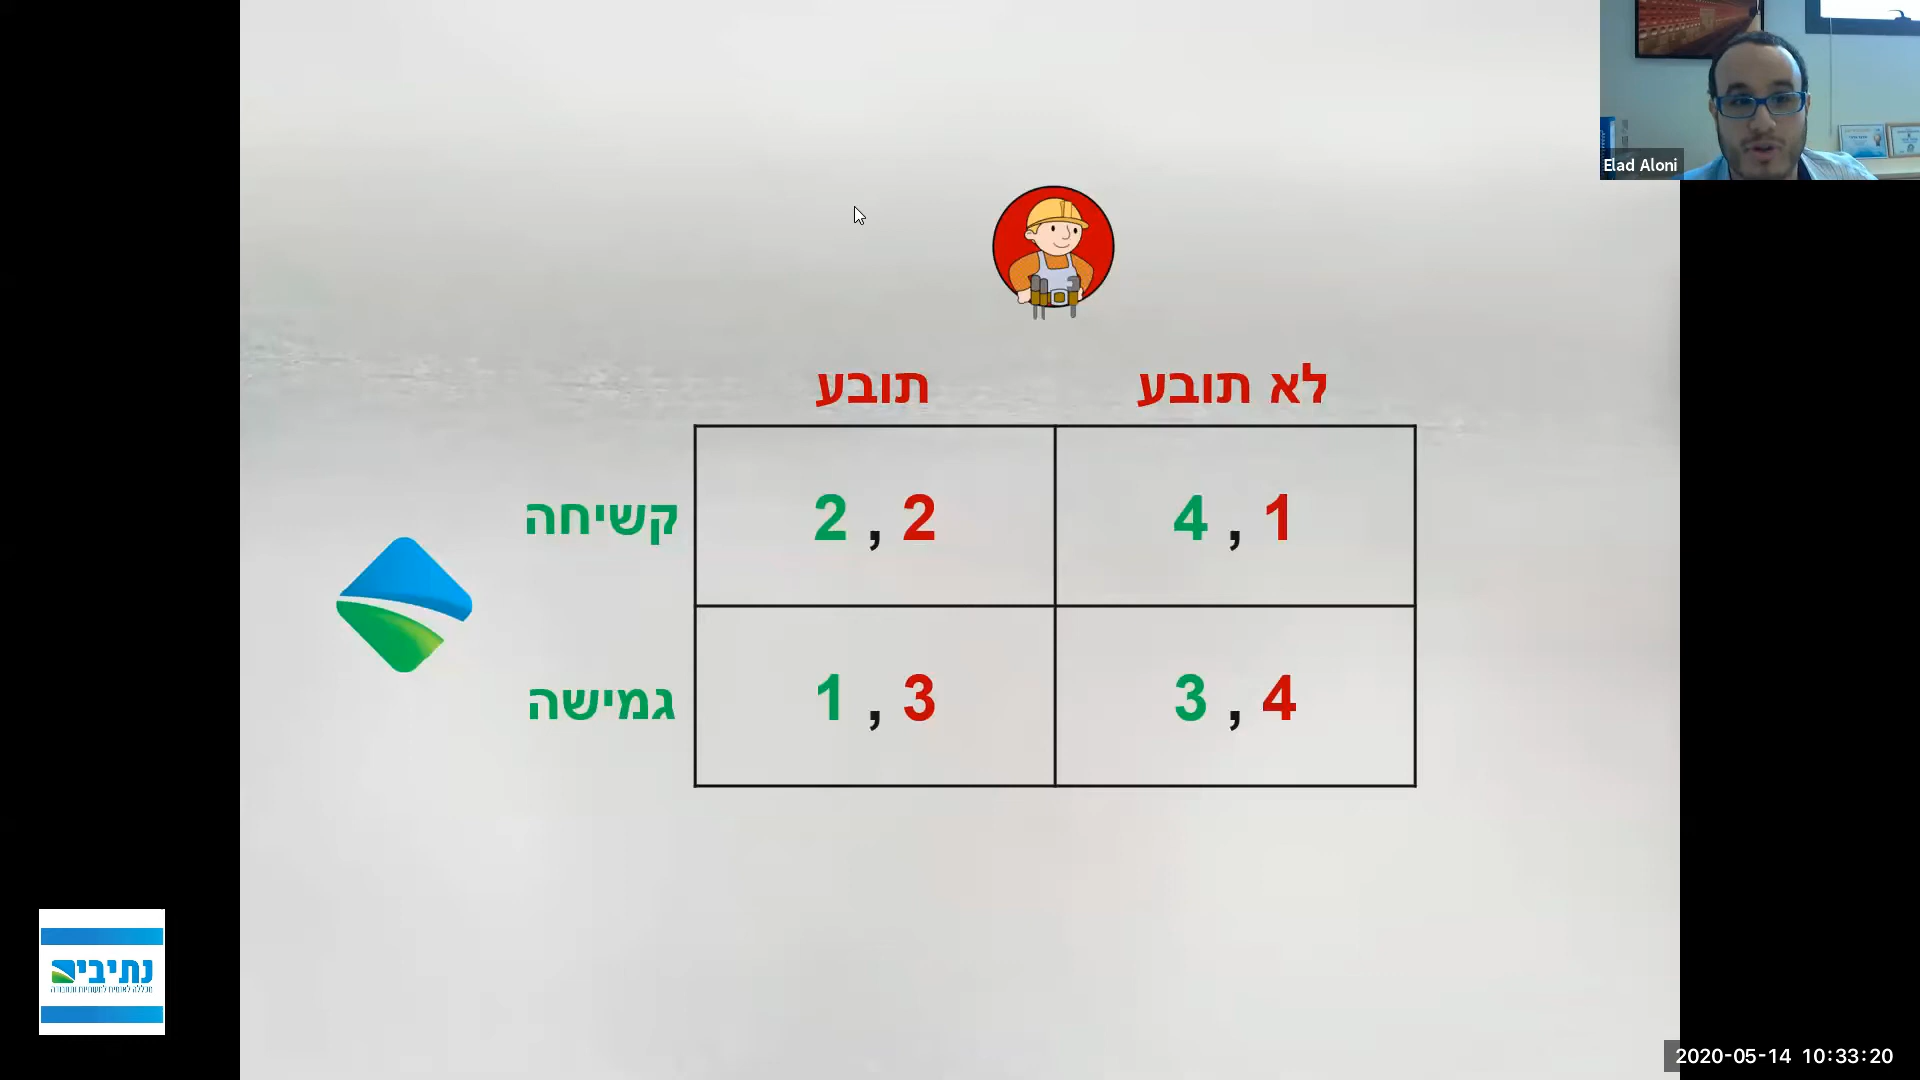 Elad Aloni
לא תובע
תובע
קשיחה
2 , 2
4 , 1
גמישה
1 , 3
3 , 4
נתיבי
2020-05-14 10:33:20